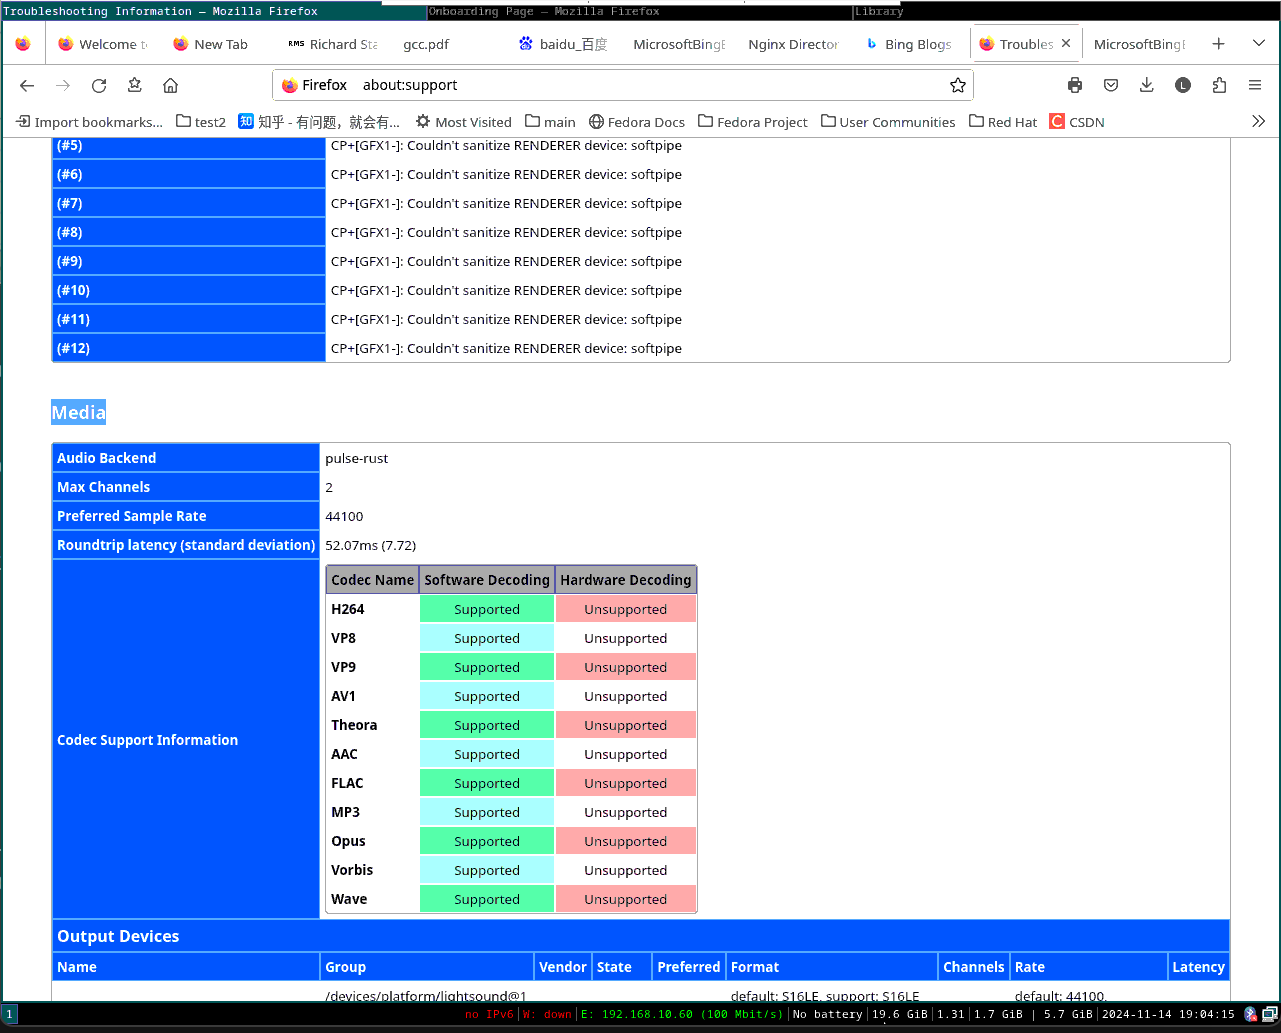 Troubleshooting Information — Mozilla Firefox Onboarding Page — Mozilla Firefox Library
Welcome to New Tab RMS Richard Sta gcc.pdf baidu_百度 MicrosoftBingB Nginx Director Bing Blogs Troubles MicrosoftBingB
Firefox about:support L
Import bookmarks... test2 知 知乎 - 有问题，就会有... Most Visited main Fedora Docs Fedora Project User Communities Red Hat C CSDN
(#5) CP+[GFX1-]: Couldn't sanitize RENDERER device: softpipe
(#6) CP+[GFX1-]: Couldn't sanitize RENDERER device: softpipe
(#7) CP+[GFX1-]: Couldn't sanitize RENDERER device: softpipe
(#8) CP+[GFX1-]: Couldn't sanitize RENDERER device: softpipe
(#9) CP+[GFX1-]: Couldn't sanitize RENDERER device: softpipe
(#10) CP+[GFX1-]: Couldn't sanitize RENDERER device: softpipe
(#11) CP+[GFX1-]: Couldn't sanitize RENDERER device: softpipe
(#12) CP+[GFX1-]: Couldn't sanitize RENDERER device: softpipe
Media
Audio Backend pulse-rust
Max Channels 2
Preferred Sample Rate 44100
Roundtrip latency (standard deviation) 52.07ms (7.72)
Codec Support Information
Codec Name Software Decoding Hardware Decoding
H264 Supported Unsupported
VP8 Supported Unsupported
VP9 Supported Unsupported
AV1 Supported Unsupported
Theora Supported Unsupported
AAC Supported Unsupported
FLAC Supported Unsupported
MP3 Supported Unsupported
Opus Supported Unsupported
Vorbis Supported Unsupported
Wave Supported Unsupported
Output Devices
Name Group Vendor State Preferred Format Channels Rate Latency
/devices/platform/lightsound@1 default: S16LE, support: S16LE default: 44100,
1 no IPv6|W: down|E: 192.168.10.60 (100 Mbit/s)|No battery|19.6 GiB|1.31|1.7 GiB | 5.7 GiB|2024-11-14 19:04:15